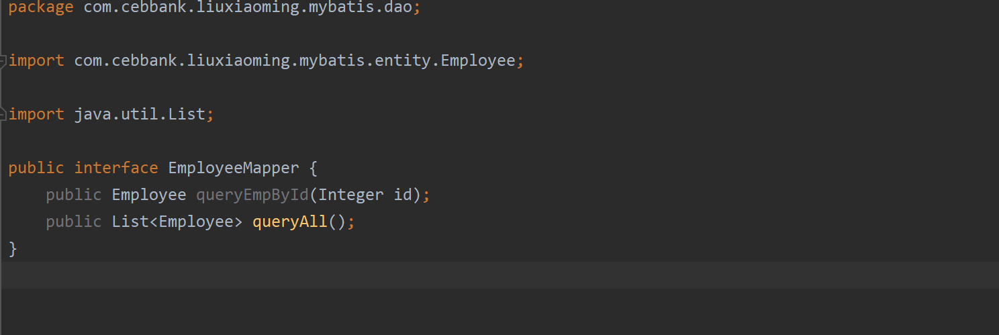 package com.cebbank.liuxiaoming.mybatis.dao;
import com.cebbank.liuxiaoming.mybatis.entity.Employee;
import java.util.List;
public interface EmployeeMapper {
    public Employee queryEmpById(Integer id);
    public List<Employee> queryAll();
}